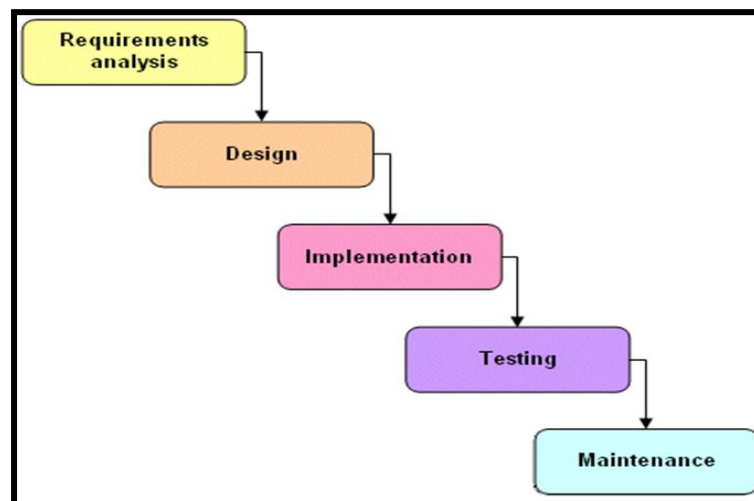 Requirements
analysis
Design
Implementation
Testing
Maintenance